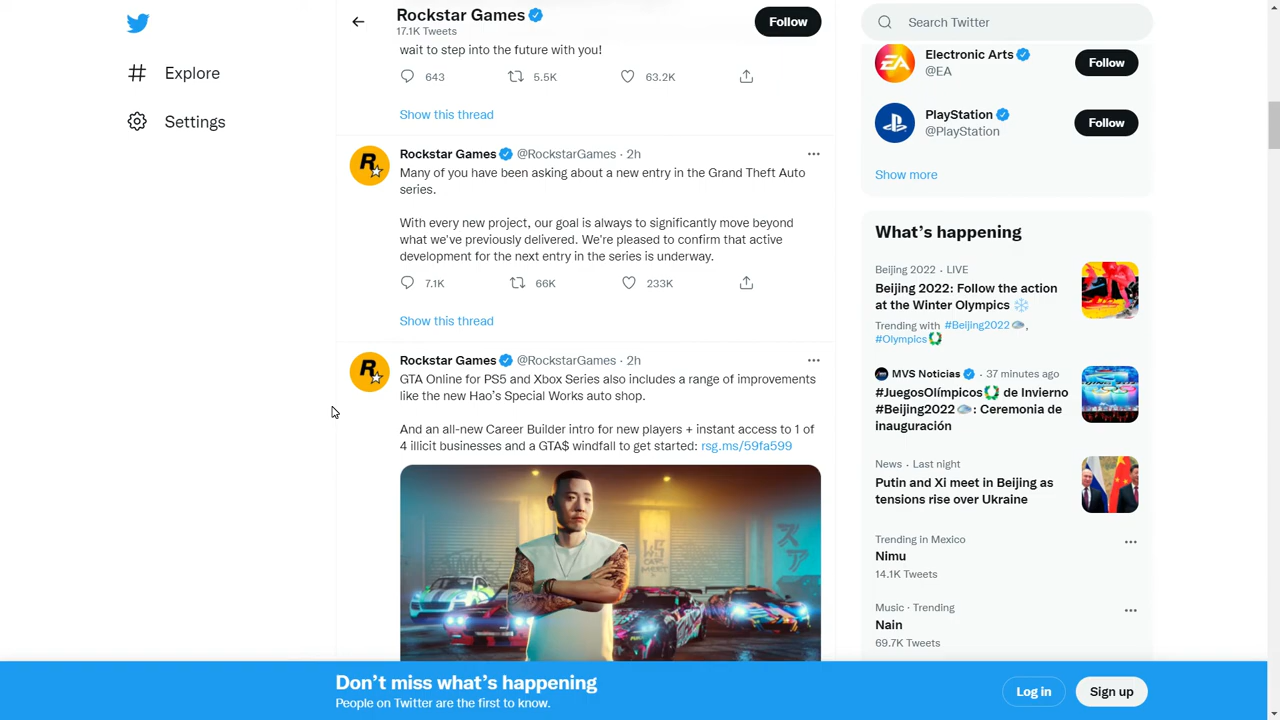 Rockstar Games
17.1K Tweets
Follow
Search Twitter
Explore
Settings
wait to step into the future with you!
643 5.5K 63.2K
Show this thread
Rockstar Games @RockstarGames · 2h
Many of you have been asking about a new entry in the Grand Theft Auto
series.
With every new project, our goal is always to significantly move beyond
what we've previously delivered. We're pleased to confirm that active
development for the next entry in the series is underway.
7.1K 66K 233K
Show this thread
Rockstar Games @RockstarGames · 2h
GTA Online for PS5 and Xbox Series also includes a range of improvements
like the new Hao's Special Works auto shop.
And an all-new Career Builder intro for new players + instant access to 1 of
4 illicit businesses and a GTA$ windfall to get started: rsg.ms/59fa599
Electronic Arts
@EA
Follow
PlayStation
@PlayStation
Follow
Show more
What's happening
Beijing 2022 · LIVE
Beijing 2022: Follow the action
at the Winter Olympics ❄️
Trending with #Beijing2022,
#Olympics
MVS Noticias · 37 minutes ago
#JuegosOlímpicos de Invierno
#Beijing2022: Ceremonia de
inauguración
News · Last night
Putin and Xi meet in Beijing as
tensions rise over Ukraine
Trending in Mexico
Nimu
14.1K Tweets
Music · Trending
Nain
69.7K Tweets
Don't miss what's happening
People on Twitter are the first to know.
Log in
Sign up